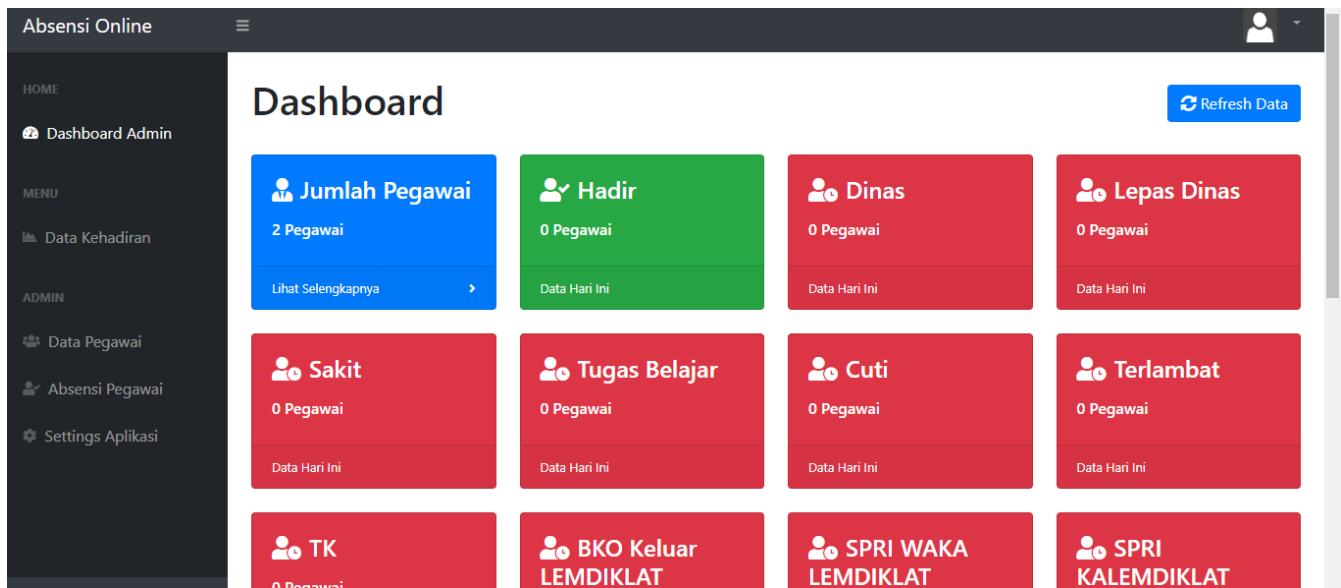 Absensi Online
HOME
Dashboard Admin
MENU
Data Kehadiran
ADMIN
Data Pegawai
Absensi Pegawai
Settings Aplikasi
Dashboard
Refresh Data
Jumlah Pegawai
2 Pegawai
Lihat Selengkapnya
Hadir
0 Pegawai
Data Hari Ini
Dinas
0 Pegawai
Data Hari Ini
Lepas Dinas
0 Pegawai
Data Hari Ini
Sakit
0 Pegawai
Data Hari Ini
Tugas Belajar
0 Pegawai
Data Hari Ini
Cuti
0 Pegawai
Data Hari Ini
Terlambat
0 Pegawai
Data Hari Ini
TK
0 Pegawai
BKO Keluar
LEMDIKLAT
SPRI WAKA
LEMDIKLAT
SPRI
KALEMDIKLAT